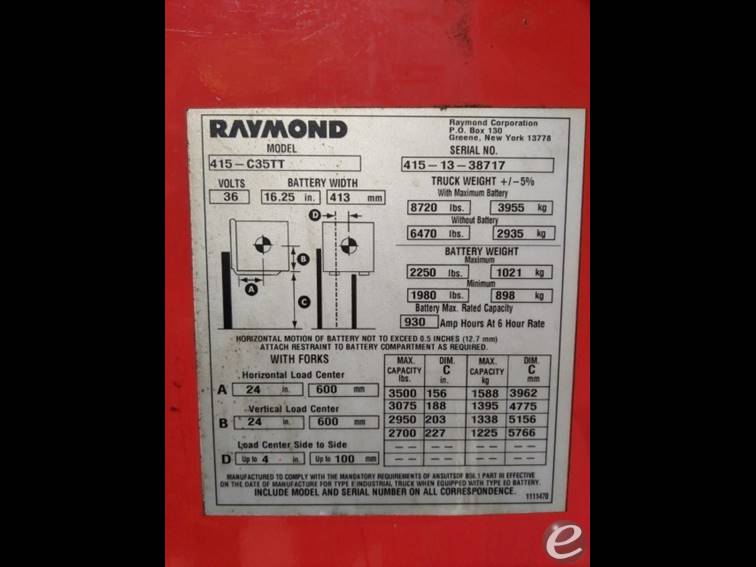 RAYMOND
Raymond Corporation
P.O. Box 130
Greene, New York 13778
MODEL
415-C35TT
SERIAL NO.
415-13-38717
VOLTS
36
BATTERY WIDTH
16.25 in. 413 mm
TRUCK WEIGHT +/-5%
With Maximum Battery
8720 lbs. 3955 kg
Without Battery
6470 lbs. 2935 kg
BATTERY WEIGHT
Maximum
2250 lbs. 1021 kg
Minimum
1980 lbs. 898 kg
Battery Max. Rated Capacity
930 Amp Hours At 6 Hour Rate
D
B
A
C
HORIZONTAL MOTION OF BATTERY NOT TO EXCEED 0.5 INCHES (12.7 mm)
ATTACH RESTRAINT TO BATTERY COMPARTMENT AS REQUIRED.
WITH FORKS
Horizontal Load Center
A 24 in. 600 mm
Vertical Load Center
B 24 in. 600 mm
Load Center Side to Side
D Up to 4 in Up to 100 mm
MAX. CAPACITY lbs. DIM. C in. MAX. CAPACITY kg DIM. C mm
3500 156 1588 3962
3075 188 1395 4775
2950 203 1338 5156
2700 227 1225 5766
-- -- -- --
-- -- -- --
MANUFACTURED TO COMPLY WITH THE MANDATORY REQUIREMENTS OF ANSI/ITSDF B56.1 PART III EFFECTIVE
ON THE DATE OF MANUFACTURE FOR TYPE E INDUSTRIAL TRUCK WHEN EQUIPPED WITH TYPE EO BATTERY.
INCLUDE MODEL AND SERIAL NUMBER ON ALL CORRESPONDENCE.
1113470
e